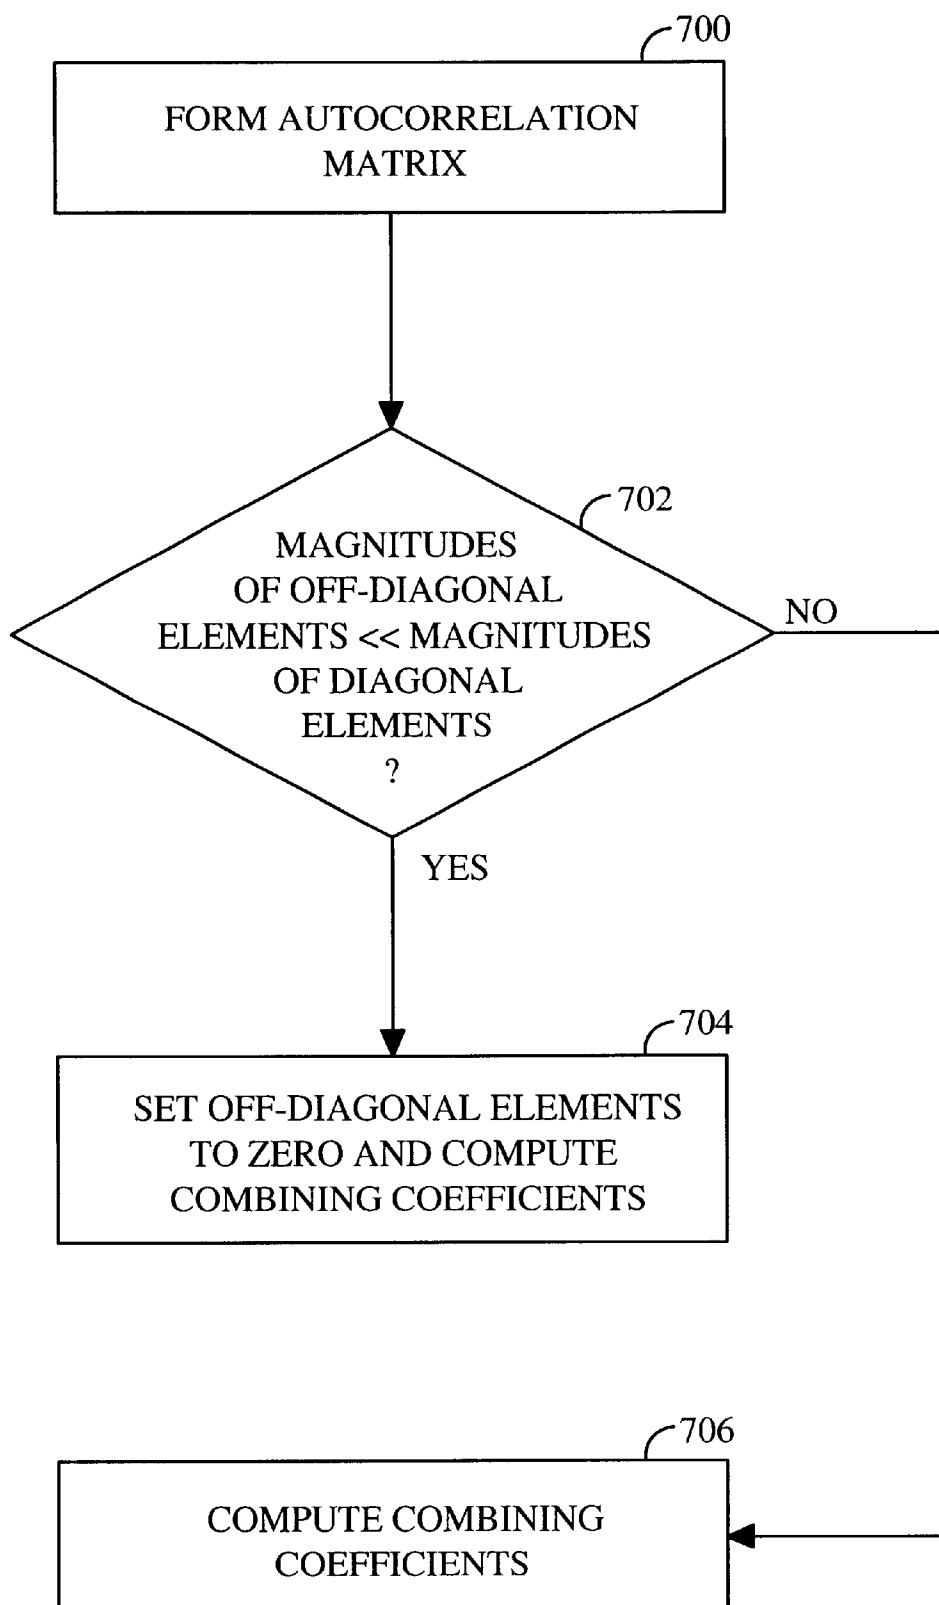 700
FORM AUTOCORRELATION
MATRIX
702
MAGNITUDES
OF OFF-DIAGONAL
ELEMENTS << MAGNITUDES
OF DIAGONAL
ELEMENTS
?
NO
YES
704
SET OFF-DIAGONAL ELEMENTS
TO ZERO AND COMPUTE
COMBINING COEFFICIENTS
706
COMPUTE COMBINING
COEFFICIENTS